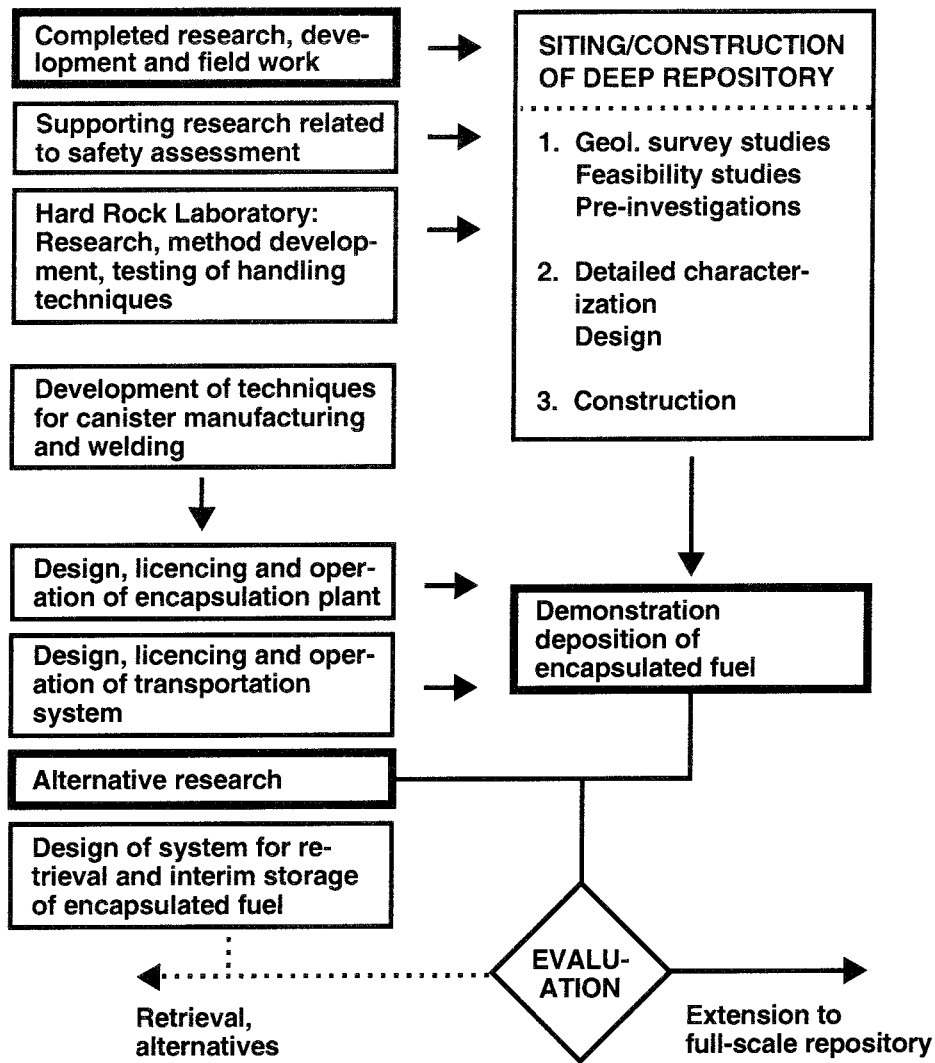 Completed research, deve-
lopment and field work
Supporting research related
to safety assessment
Hard Rock Laboratory:
Research, method develop-
ment, testing of handling
techniques
Development of techniques
for canister manufacturing
and welding
Design, licencing and oper-
ation of encapsulation plant
Design, licencing and oper-
ation of transportation
system
Alternative research
Design of system for re-
trieval and interim storage
of encapsulated fuel
SITING/CONSTRUCTION
OF DEEP REPOSITORY
1. Geol. survey studies
Feasibility studies
Pre-investigations
2. Detailed character-
ization
Design
3. Construction
Demonstration
deposition of
encapsulated fuel
EVALU-
ATION
Retrieval,
alternatives
Extension to
full-scale repository